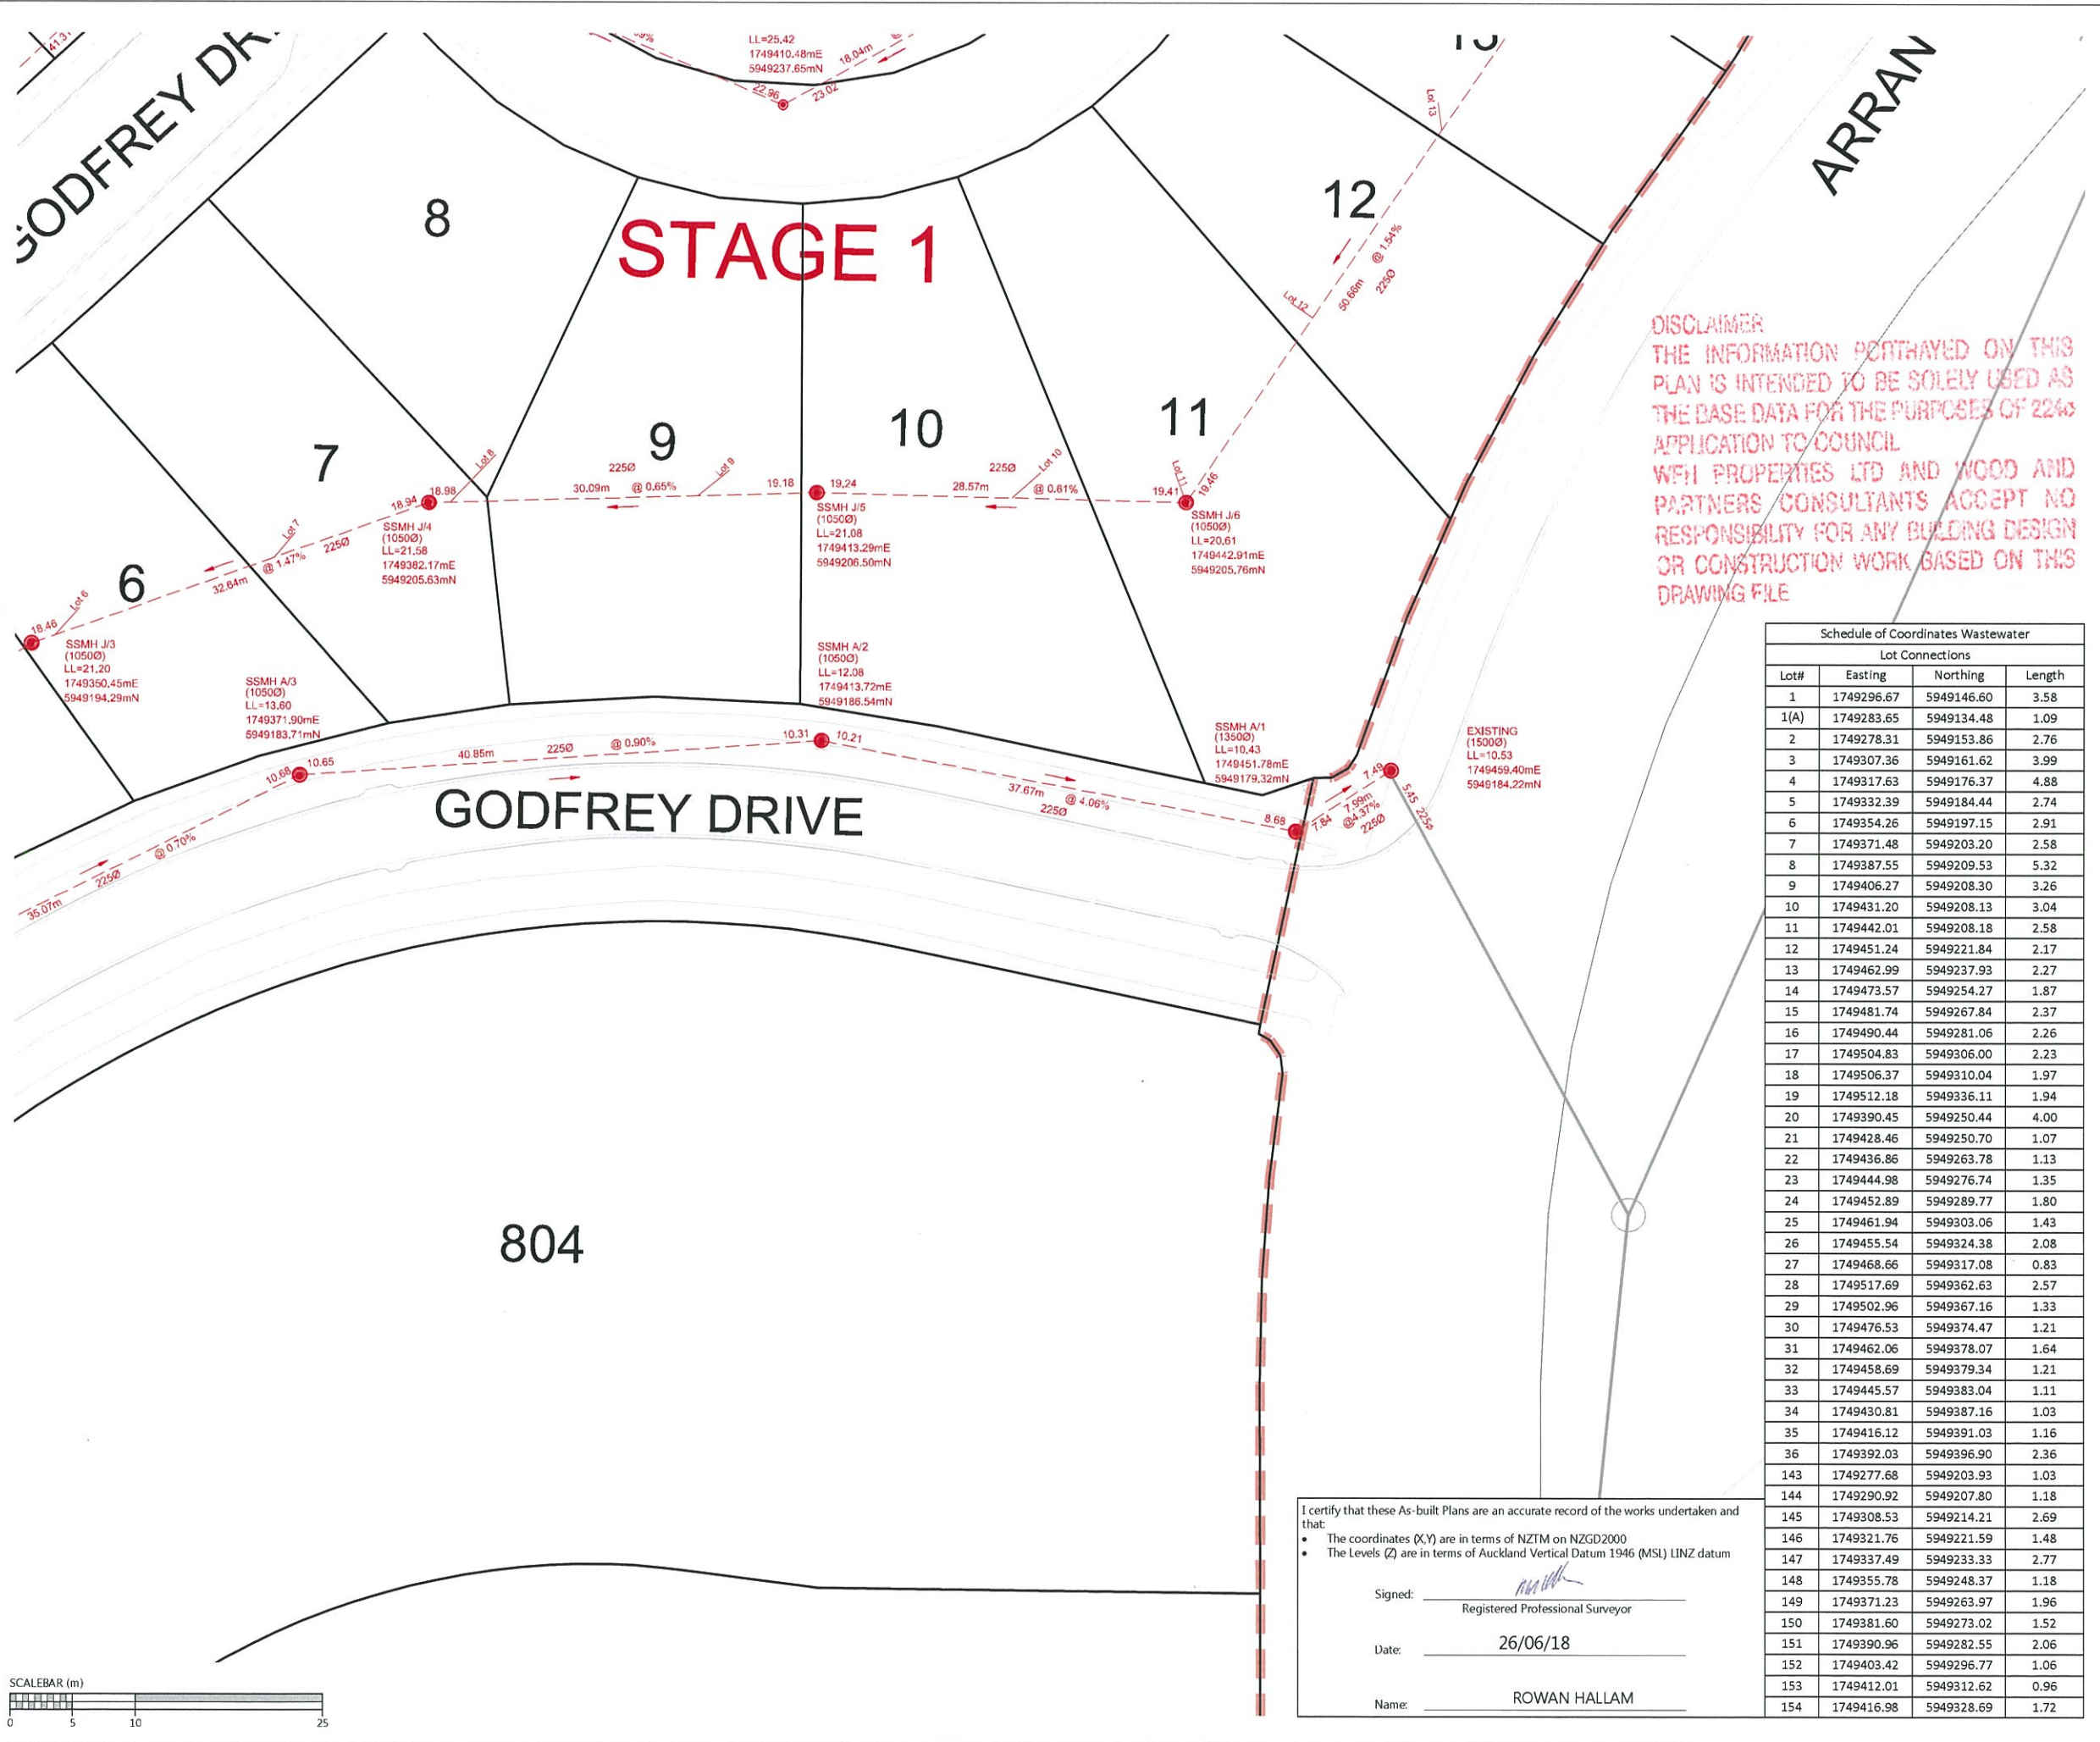 GODFREY DR
41.3
LL=25.42
1749410.48mE
5949237.65mN
18.04m
22.96
23.02
ARRAN
Lot 13
8
STAGE 1
12
@ 1.54%
50.66m
225Ø
Lot 12
7
9
10
11
Lot 8
225Ø
Lot 9
225Ø
Lot 10
Lot 11
18.94
18.98
30.09m
@ 0.65%
19.18
19.24
28.57m
@ 0.61%
19.41
19.46
SSMH J/4
(1050Ø)
LL=21.58
1749382.17mE
5949205.63mN
SSMH J/5
(1050Ø)
LL=21.08
1749413.29mE
5949206.50mN
SSMH J/6
(1050Ø)
LL=20.61
1749442.91mE
5949205.76mN
Lot 7
225Ø
@ 1.47%
32.64m
6
Lot 6
18.46
SSMH J/3
(1050Ø)
LL=21.20
1749350.45mE
5949194.29mN
SSMH A/3
(1050Ø)
LL=13.60
1749371.90mE
5949183.71mN
SSMH A/2
(1050Ø)
LL=12.08
1749413.72mE
5949186.54mN
SSMH A/1
(1350Ø)
LL=10.43
1749451.78mE
5949179.32mN
EXISTING
(1500Ø)
LL=10.53
1749459.40mE
5949184.22mN
10.68
10.65
40.85m
225Ø
@ 0.90%
10.31
10.21
37.67m
@ 4.06%
225Ø
8.68
7.84
7.99m
@4.37%
225Ø
7.49
5.45
225Ø
GODFREY DRIVE
@ 0.70%
225Ø
35.07m
804
DISCLAIMER
THE INFORMATION PORTRAYED ON THIS
PLAN IS INTENDED TO BE SOLELY USED AS
THE BASE DATA FOR THE PURPOSES OF 224c
APPLICATION TO COUNCIL
WFH PROPERTIES LTD AND WOOD AND
PARTNERS CONSULTANTS ACCEPT NO
RESPONSIBILITY FOR ANY BUILDING DESIGN
OR CONSTRUCTION WORK BASED ON THIS
DRAWING FILE
Schedule of Coordinates Wastewater
Lot Connections
Lot# Easting Northing Length
1 1749296.67 5949146.60 3.58
1(A) 1749283.65 5949134.48 1.09
2 1749278.31 5949153.86 2.76
3 1749307.36 5949161.62 3.99
4 1749317.63 5949176.37 4.88
5 1749332.39 5949184.44 2.74
6 1749354.26 5949197.15 2.91
7 1749371.48 5949203.20 2.58
8 1749387.55 5949209.53 5.32
9 1749406.27 5949208.30 3.26
10 1749431.20 5949208.13 3.04
11 1749442.01 5949208.18 2.58
12 1749451.24 5949221.84 2.17
13 1749462.99 5949237.93 2.27
14 1749473.57 5949254.27 1.87
15 1749481.74 5949267.84 2.37
16 1749490.44 5949281.06 2.26
17 1749504.83 5949306.00 2.23
18 1749506.37 5949310.04 1.97
19 1749512.18 5949336.11 1.94
20 1749390.45 5949250.44 4.00
21 1749428.46 5949250.70 1.07
22 1749436.86 5949263.78 1.13
23 1749444.98 5949276.74 1.35
24 1749452.89 5949289.77 1.80
25 1749461.94 5949303.06 1.43
26 1749455.54 5949324.38 2.08
27 1749468.66 5949317.08 0.83
28 1749517.69 5949362.63 2.57
29 1749502.96 5949367.16 1.33
30 1749476.53 5949374.47 1.21
31 1749462.06 5949378.07 1.64
32 1749458.69 5949379.34 1.21
33 1749445.57 5949383.04 1.11
34 1749430.81 5949387.16 1.03
35 1749416.12 5949391.03 1.16
36 1749392.03 5949396.90 2.36
143 1749277.68 5949203.93 1.03
144 1749290.92 5949207.80 1.18
145 1749308.53 5949214.21 2.69
146 1749321.76 5949221.59 1.48
147 1749337.49 5949233.33 2.77
148 1749355.78 5949248.37 1.18
149 1749371.23 5949263.97 1.96
150 1749381.60 5949273.02 1.52
151 1749390.96 5949282.55 2.06
152 1749403.42 5949296.77 1.06
153 1749412.01 5949312.62 0.96
154 1749416.98 5949328.69 1.72
I certify that these As-built Plans are an accurate record of the works undertaken and
that:
• The coordinates (X,Y) are in terms of NZTM on NZGD2000
• The Levels (Z) are in terms of Auckland Vertical Datum 1946 (MSL) LINZ datum
Signed:
Registered Professional Surveyor
Date: 26/06/18
Name: ROWAN HALLAM
SCALEBAR (m)
0 5 10 25